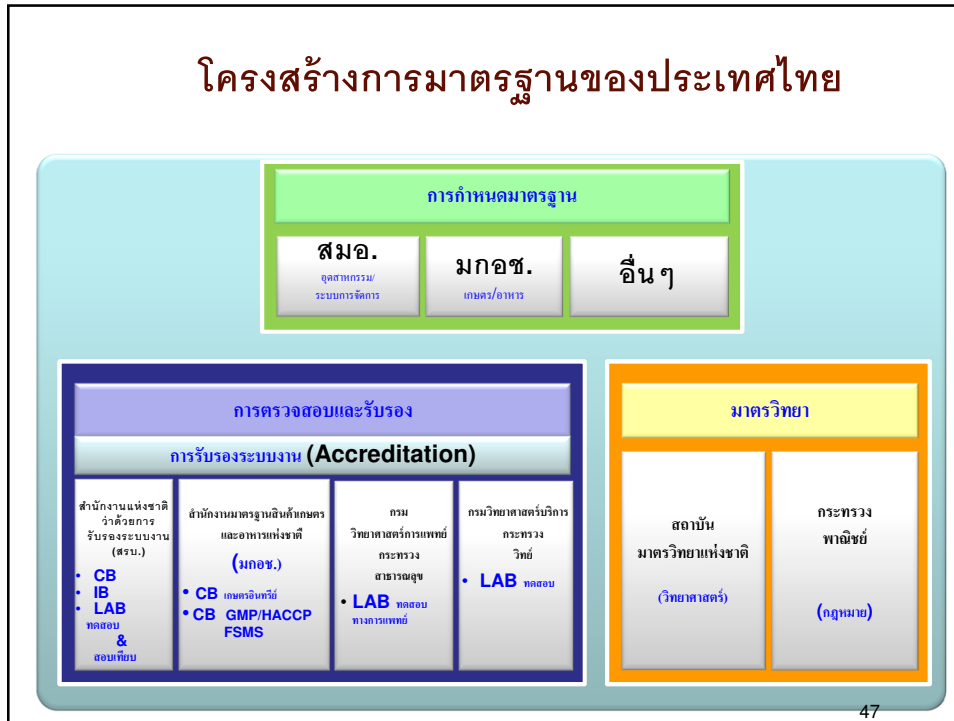 โครงสร้างการมาตรฐานของประเทศไทย
การกำหนดมาตรฐาน
สมอ.
อุตสาหกรรม/
ระบบการจัดการ
มกอช.
เกษตร/อาหาร
อื่นๆ
การตรวจสอบและรับรอง
การรับรองระบบงาน (Accreditation)
สำนักงานแห่งชาติ
ว่าด้วยการ
รับรองระบบงาน
(สรบ.)
• CB
• IB
• LAB
ทดสอบ
&
สอบเทียบ
สำนักงานมาตรฐานสินค้าเกษตร
และอาหารแห่งชาติ
(มกอช.)
• CB เกษตรอินทรีย์
• CB GMP/HACCP
FSMS
กรม
วิทยาศาสตร์การแพทย์
กระทรวง
สาธารณสุข
• LAB ทดสอบ
ทางการแพทย์
กรมวิทยาศาสตร์บริการ
กระทรวง
วิทย์
• LAB ทดสอบ
มาตรวิทยา
สถาบัน
มาตรวิทยาแห่งชาติ
(วิทยาศาสตร์)
กระทรวง
พาณิชย์
(กฎหมาย)
47